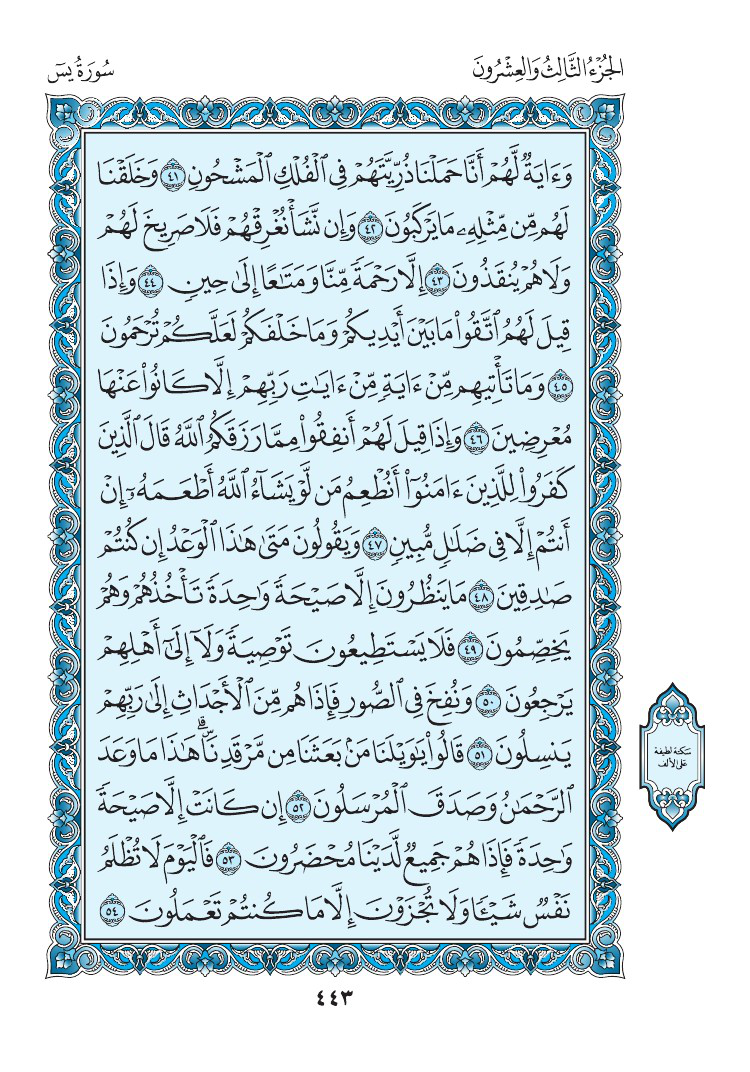 الجُزْءُ الثَّالِثُ وَالعِشْرُونَ
سُورَةُ يسٓ
وَءَايَةٌ لَّهُمْ أَنَّا حَمَلْنَا ذُرِّيَّتَهُمْ فِي ٱلْفُلْكِ ٱلْمَشْحُونِ ٤١ وَخَلَقْنَا
لَهُم مِّن مِّثْلِهِۦ مَا يَرْكَبُونَ ٤٢ وَإِن نَّشَأْ نُغْرِقْهُمْ فَلَا صَرِيخَ لَهُمْ
وَلَا هُمْ يُنقَذُونَ ٤٣ إِلَّا رَحْمَةً مِّنَّا وَمَتَٰعًا إِلَىٰ حِينٍ ٤٤ وَإِذَا
قِيلَ لَهُمُ ٱتَّقُوا۟ مَا بَيْنَ أَيْدِيكُمْ وَمَا خَلْفَكُمْ لَعَلَّكُمْ تُرْحَمُونَ
٤٥ وَمَا تَأْتِيهِم مِّنْ ءَايَةٍ مِّنْ ءَايَٰتِ رَبِّهِمْ إِلَّا كَانُوا۟ عَنْهَا
مُعْرِضِينَ ٤٦ وَإِذَا قِيلَ لَهُمْ أَنفِقُوا۟ مِمَّا رَزَقَكُمُ ٱللَّهُ قَالَ ٱلَّذِينَ
كَفَرُوا۟ لِلَّذِينَ ءَامَنُوٓا۟ أَنُطْعِمُ مَن لَّوْ يَشَآءُ ٱللَّهُ أَطْعَمَهُۥٓ إِنْ
أَنتُمْ إِلَّا فِي ضَلَٰلٍ مُّبِينٍ ٤٧ وَيَقُولُونَ مَتَىٰ هَٰذَا ٱلْوَعْدُ إِن كُنتُمْ
صَٰدِقِينَ ٤٨ مَا يَنظُرُونَ إِلَّا صَيْحَةً وَٰحِدَةً تَأْخُذُهُمْ وَهُمْ
يَخِصِّمُونَ ٤٩ فَلَا يَسْتَطِيعُونَ تَوْصِيَةً وَلَآ إِلَىٰٓ أَهْلِهِمْ
يَرْجِعُونَ ٥٠ وَنُفِخَ فِي ٱلصُّورِ فَإِذَا هُم مِّنَ ٱلْأَجْدَاثِ إِلَىٰ رَبِّهِمْ
يَنسِلُونَ ٥١ قَالُوا۟ يَٰوَيْلَنَا مَنۢ بَعَثَنَا مِن مَّرْقَدِنَا ۜ ۗ هَٰذَا مَا وَعَدَ
ٱلرَّحْمَٰنُ وَصَدَقَ ٱلْمُرْسَلُونَ ٥٢ إِن كَانَتْ إِلَّا صَيْحَةً
وَٰحِدَةً فَإِذَا هُمْ جَمِيعٌ لَّدَيْنَا مُحْضَرُونَ ٥٣ فَٱلْيَوْمَ لَا تُظْلَمُ
نَفْسٌ شَيْـًٔا وَلَا تُجْزَوْنَ إِلَّا مَا كُنتُمْ تَعْمَلُونَ ٥٤
سكتة لطيفة
على الألف
٤٤٣